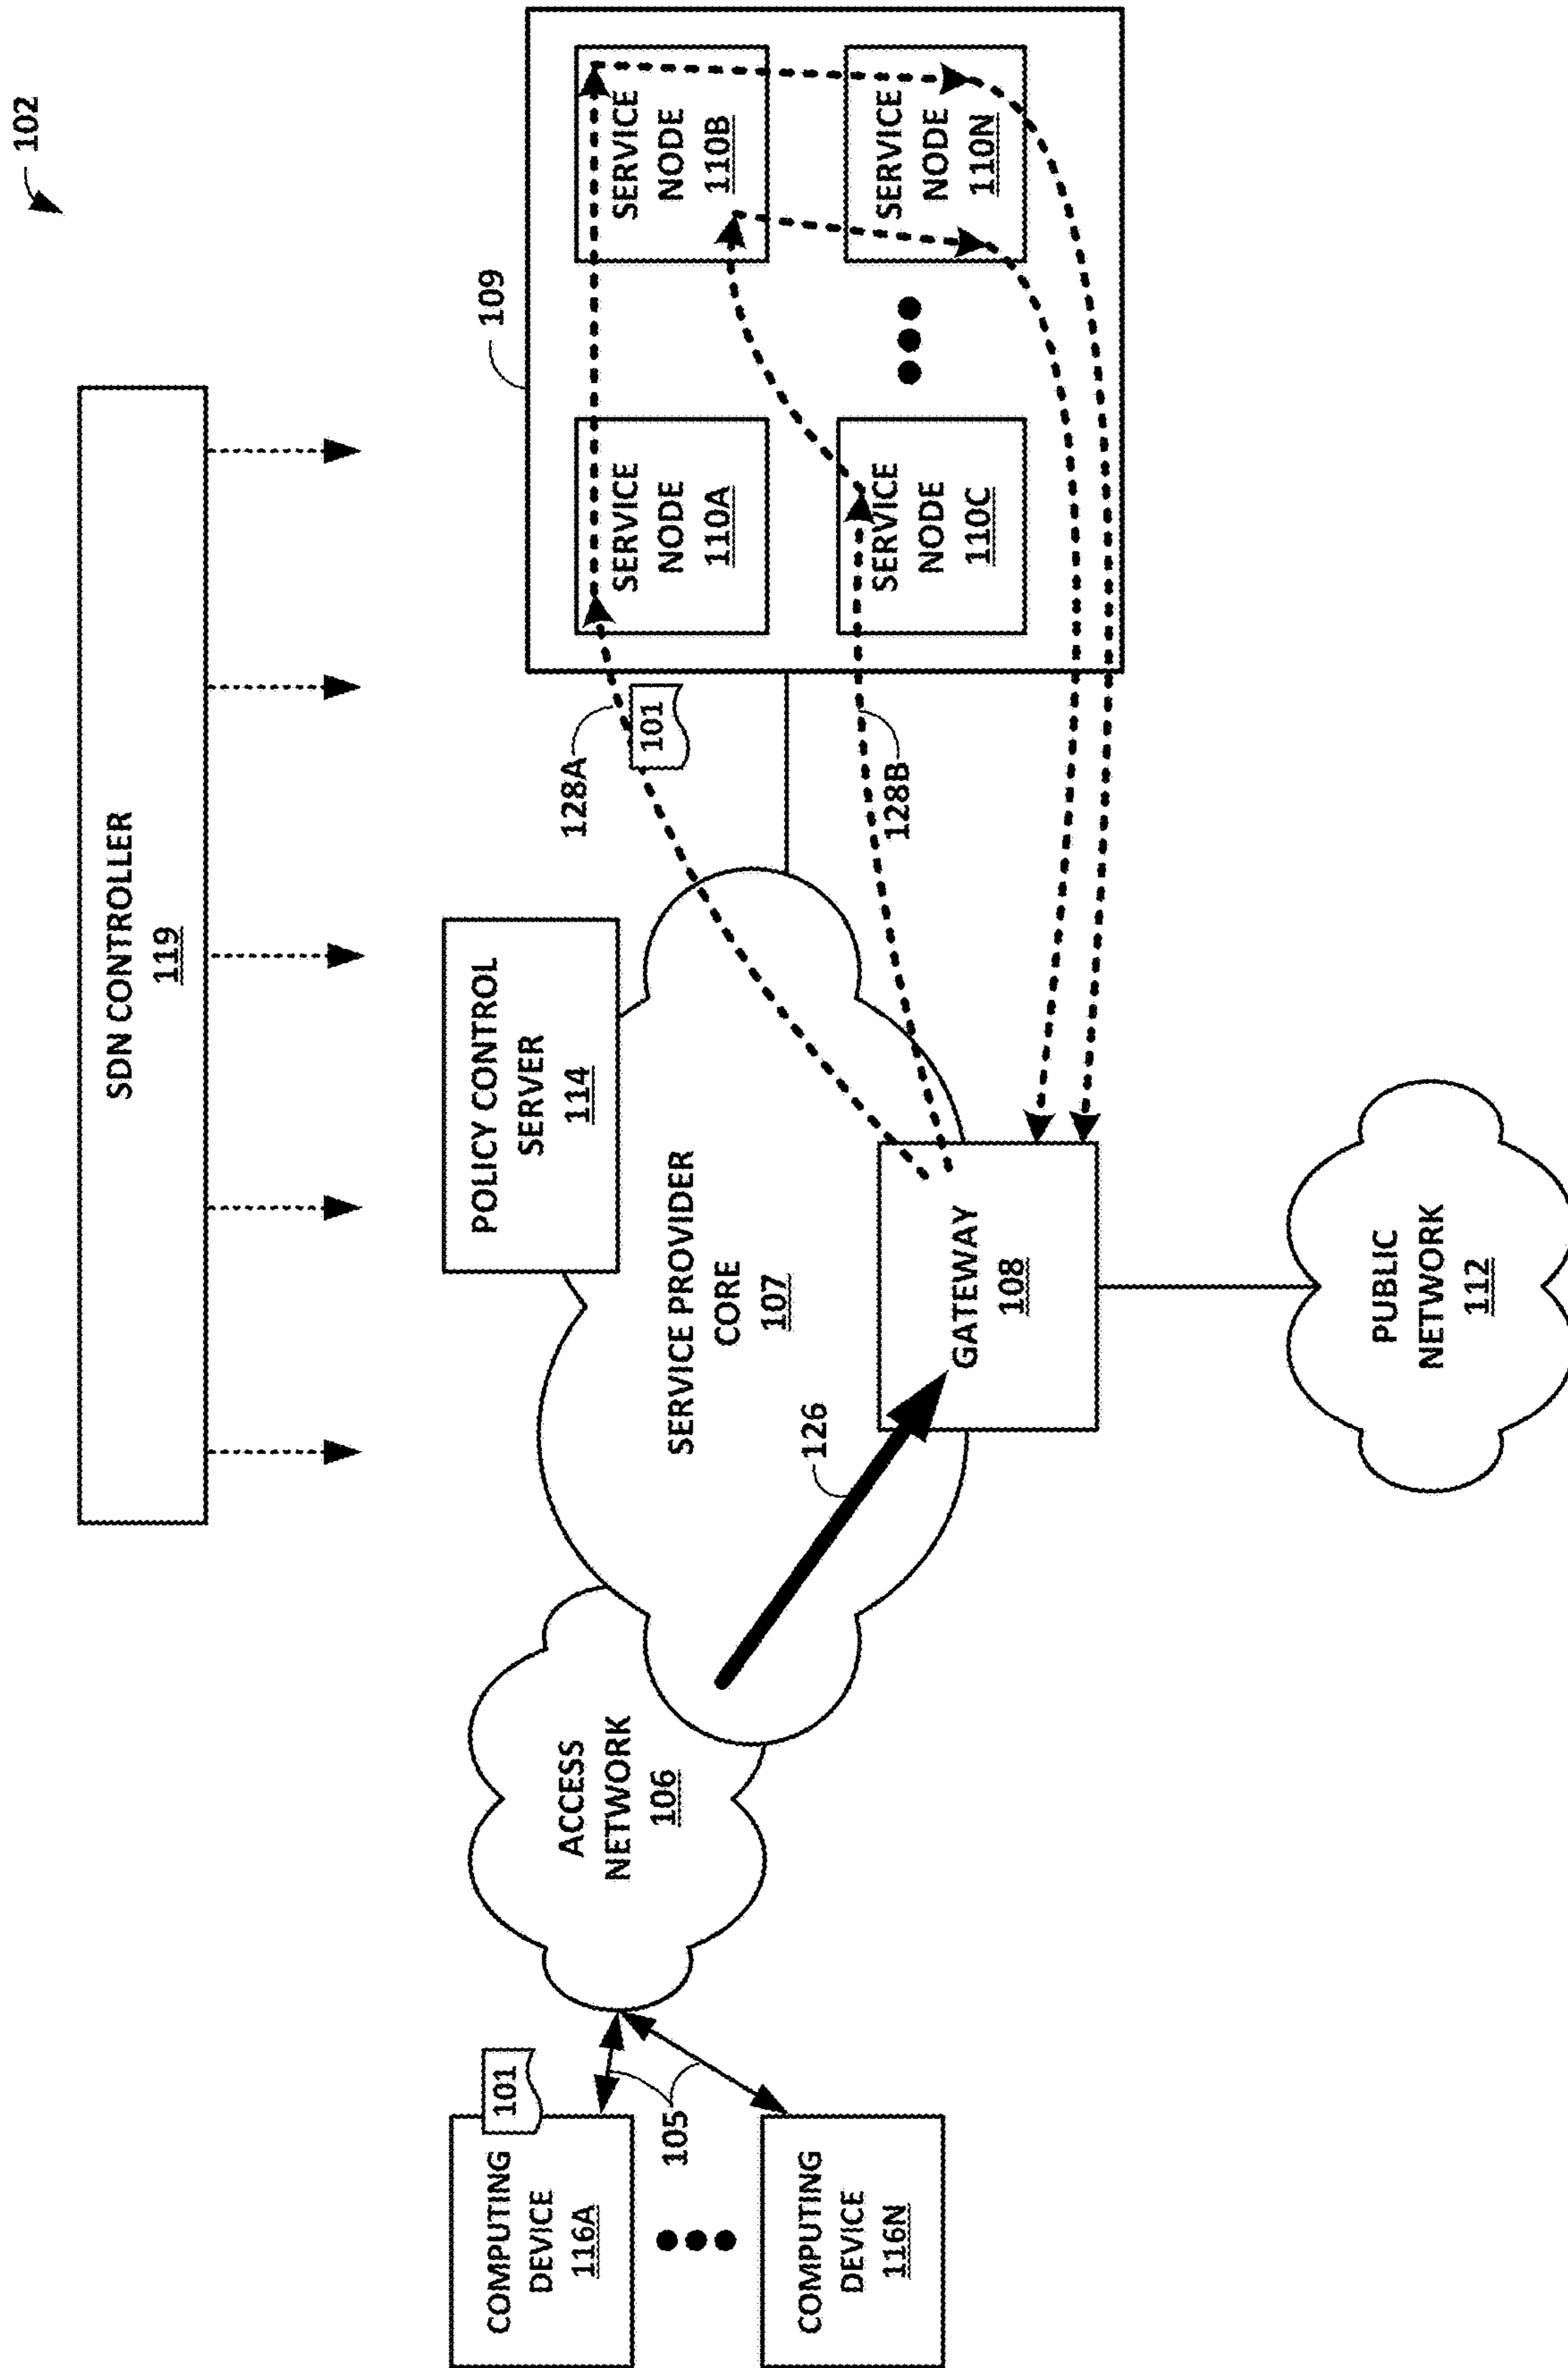 102
SDN CONTROLLER
119
109
POLICY CONTROL
SERVER
114
SERVICE
NODE
110A
SERVICE
NODE
110B
128A
101
SERVICE PROVIDER
CORE
107
ACCESS
NETWORK
106
COMPUTING
DEVICE
116A
101
105
126
GATEWAY
108
128B
SERVICE
NODE
110C
SERVICE
NODE
110N
COMPUTING
DEVICE
116N
PUBLIC
NETWORK
112